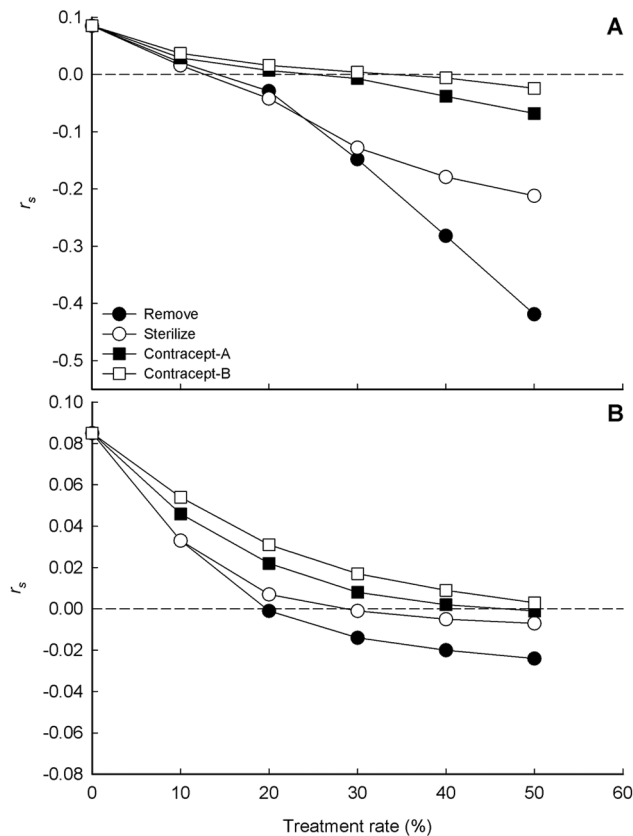 A
0.1
0.0
-0.1
-0.2
-0.3
-0.4
-0.5
rs
Remove
Sterilize
Contracept-A
Contracept-B
B
0.10
0.08
0.06
0.04
0.02
0.00
-0.02
-0.04
-0.06
-0.08
rs
0 10 20 30 40 50 60
Treatment rate (%)